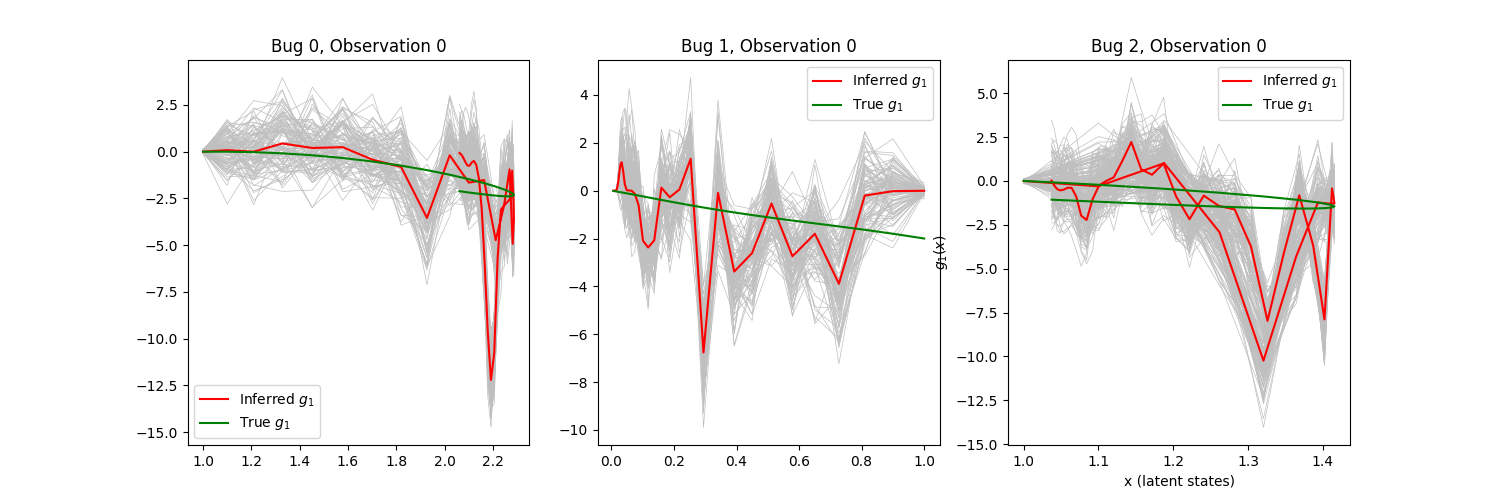 Bug 0, Observation 0
2.5
0.0
−2.5
−5.0
−7.5
−10.0
−12.5
−15.0
1.0 1.2 1.4 1.6 1.8 2.0 2.2
Inferred g₁
True g₁
Bug 1, Observation 0
4
2
0
−2
−4
−6
−8
−10
0.0 0.2 0.4 0.6 0.8 1.0
Inferred g₁
True g₁
Bug 2, Observation 0
g₁(x)
5.0
2.5
0.0
−2.5
−5.0
−7.5
−10.0
−12.5
−15.0
1.0 1.1 1.2 1.3 1.4
x (latent states)
Inferred g₁
True g₁